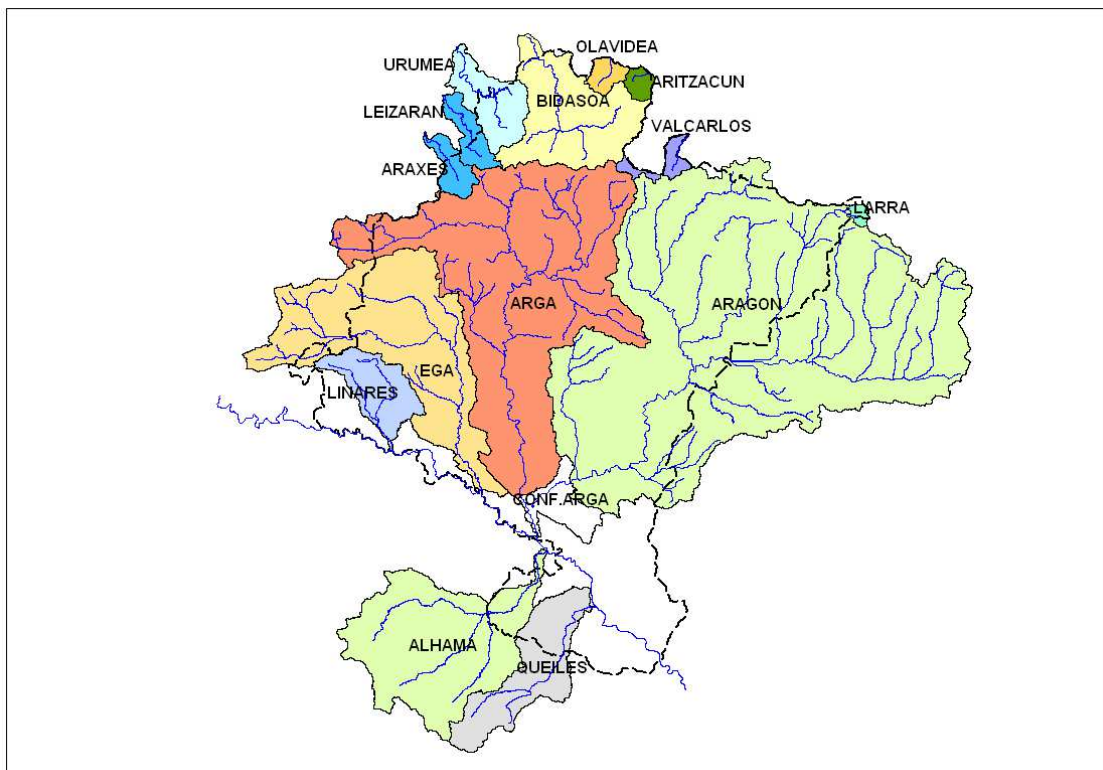 OLAVIDEA
URUMEA
ARITZACUN
BIDASOA
LEIZARAN
VALCARLOS
ARAXES
LARRA
ARGA
ARAGON
EGA
LINARES
CONF.ARGA
ALHAMA
QUEILES